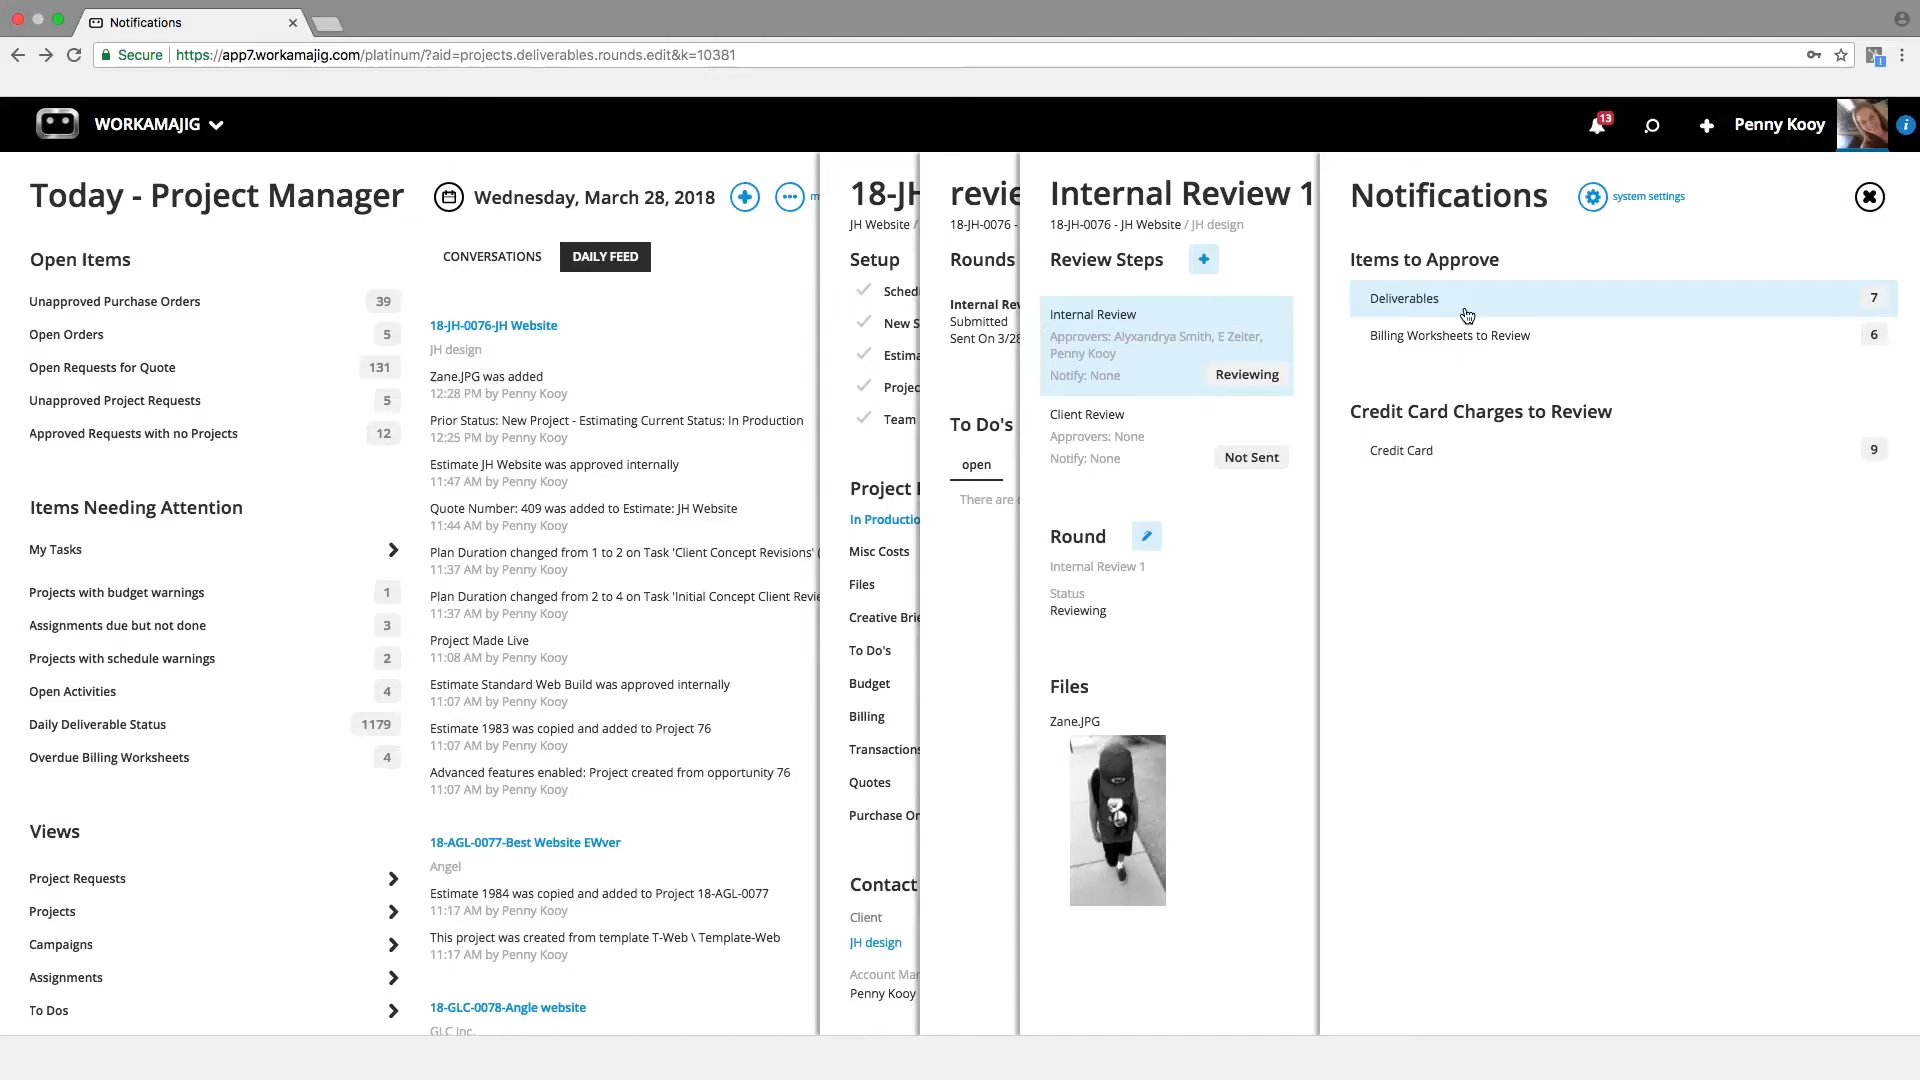 Notifications
Secure
https://app7.workamajig.com/platinum/?aid=projects.deliverables.rounds.edit&k=10381
WORKAMAJIG
13
Penny Kooy
Today - Project Manager
Wednesday, March 28, 2018
m
Open Items
Unapproved Purchase Orders 39
Open Orders 5
Open Requests for Quote 131
Unapproved Project Requests 5
Approved Requests with no Projects 12
Items Needing Attention
My Tasks
Projects with budget warnings 1
Assignments due but not done 3
Projects with schedule warnings 2
Open Activities 4
Daily Deliverable Status 1179
Overdue Billing Worksheets 4
Views
Project Requests
Projects
Campaigns
Assignments
To Dos
CONVERSATIONS DAILY FEED
18-JH-0076-JH Website
JH design
Zane.JPG was added
12:28 PM by Penny Kooy
Prior Status: New Project - Estimating Current Status: In Production
12:25 PM by Penny Kooy
Estimate JH Website was approved internally
11:47 AM by Penny Kooy
Quote Number: 409 was added to Estimate: JH Website
11:44 AM by Penny Kooy
Plan Duration changed from 1 to 2 on Task 'Client Concept Revisions' (
11:37 AM by Penny Kooy
Plan Duration changed from 2 to 4 on Task 'Initial Concept Client Revie
11:37 AM by Penny Kooy
Project Made Live
11:08 AM by Penny Kooy
Estimate Standard Web Build was approved internally
11:07 AM by Penny Kooy
Estimate 1983 was copied and added to Project 76
11:07 AM by Penny Kooy
Advanced features enabled: Project created from opportunity 76
11:07 AM by Penny Kooy
18-AGL-0077-Best Website EWver
Angel
Estimate 1984 was copied and added to Project 18-AGL-0077
11:17 AM by Penny Kooy
This project was created from template T-Web \ Template-Web
11:17 AM by Penny Kooy
18-GLC-0078-Angle website
GLC Inc.
18-JH
JH Website /
Setup
Sched
New S
Estima
Projec
Team
Project
In Productio
Misc Costs
Files
Creative Brie
To Do's
Budget
Billing
Transactions
Quotes
Purchase Or
Contact
Client
JH design
Account Mar
Penny Kooy
revie
18-JH-0076 -
Rounds
Internal Rev
Submitted
Sent On 3/28
To Do's
open
There are
Internal Review 1
18-JH-0076 - JH Website / JH design
Review Steps
Internal Review
Approvers: Alyxandrya Smith, E Zeiter,
Penny Kooy
Notify: None Reviewing
Client Review
Approvers: None
Notify: None Not Sent
Round
Internal Review 1
Status
Reviewing
Files
Zane.JPG
Notifications
system settings
Items to Approve
Deliverables 7
Billing Worksheets to Review 6
Credit Card Charges to Review
Credit Card 9